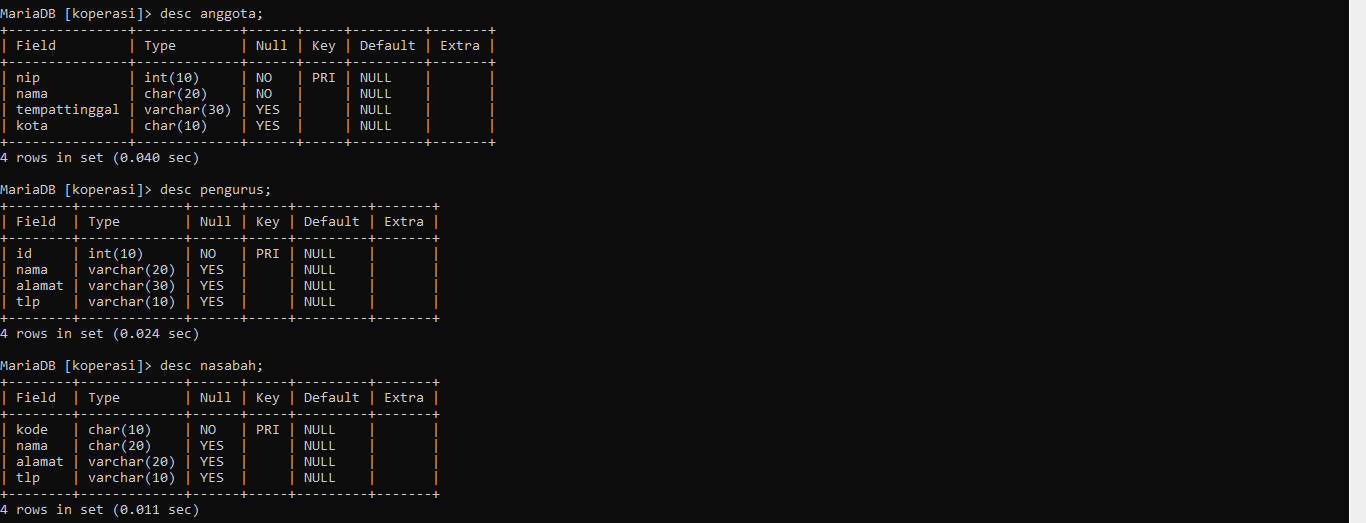 MariaDB [koperasi]> desc anggota;
+---------------+-------------+------+-----+---------+-------+
| Field         | Type        | Null | Key | Default | Extra |
+---------------+-------------+------+-----+---------+-------+
| nip           | int(10)     | NO   | PRI | NULL    |       |
| nama          | char(20)    | NO   |     | NULL    |       |
| tempattinggal | varchar(30) | YES  |     | NULL    |       |
| kota          | char(10)    | YES  |     | NULL    |       |
+---------------+-------------+------+-----+---------+-------+
4 rows in set (0.040 sec)
MariaDB [koperasi]> desc pengurus;
+--------+-------------+------+-----+---------+-------+
| Field  | Type        | Null | Key | Default | Extra |
+--------+-------------+------+-----+---------+-------+
| id     | int(10)     | NO   | PRI | NULL    |       |
| nama   | varchar(20) | YES  |     | NULL    |       |
| alamat | varchar(30) | YES  |     | NULL    |       |
| tlp    | varchar(10) | YES  |     | NULL    |       |
+--------+-------------+------+-----+---------+-------+
4 rows in set (0.024 sec)
MariaDB [koperasi]> desc nasabah;
+--------+-------------+------+-----+---------+-------+
| Field  | Type        | Null | Key | Default | Extra |
+--------+-------------+------+-----+---------+-------+
| kode   | char(10)    | NO   | PRI | NULL    |       |
| nama   | char(20)    | YES  |     | NULL    |       |
| alamat | varchar(20) | YES  |     | NULL    |       |
| tlp    | varchar(10) | YES  |     | NULL    |       |
+--------+-------------+------+-----+---------+-------+
4 rows in set (0.011 sec)